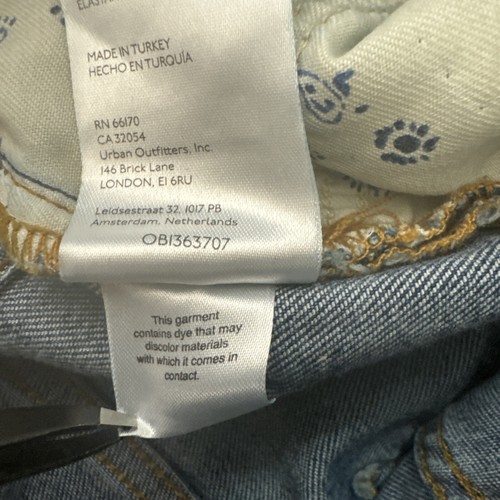 MADE IN TURKEY
HECHO EN TURQUÍA
RN 66170
CA 32054
Urban Outfitters, Inc.
146 Brick Lane
LONDON, E1 6RU
Leidsestraat 32, 1017 PB
Amsterdam, Netherlands
OB1363707
This garment
contains dye that may
discolor materials
with which it comes in
contact.